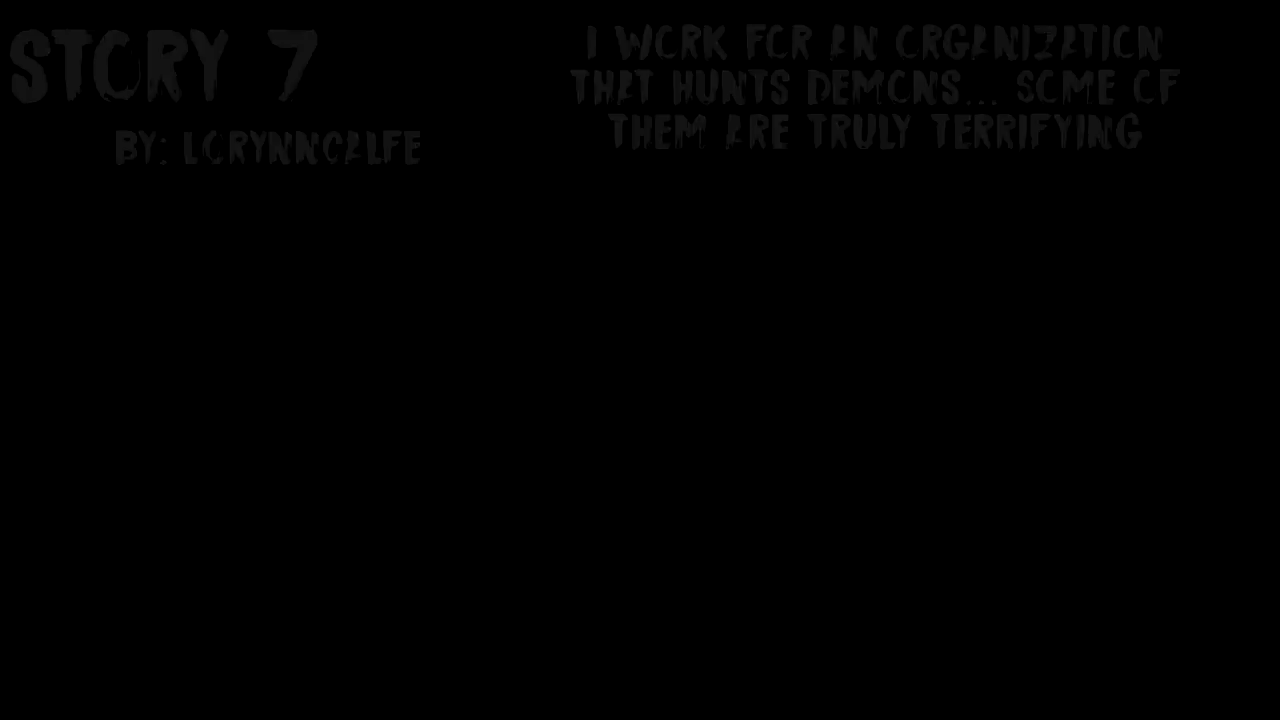 STORY 7
BY: LORYNNOALFE
I WORK FOR AN ORGANIZATION
THAT HUNTS DEMONS... SOME OF
THEM ARE TRULY TERRIFYING